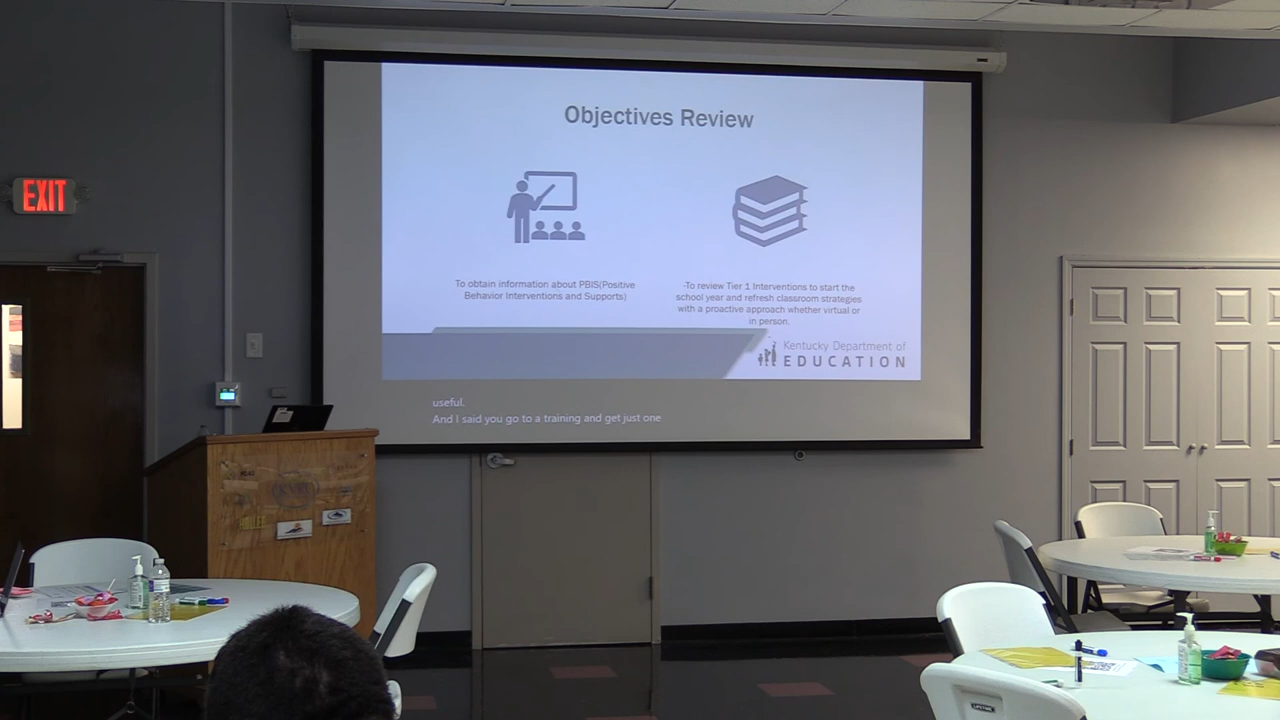 Objectives Review
EXIT
To obtain information about PBIS(Positive
Behavior Interventions and Supports)
-To review Tier 1 Interventions to start the
school year and refresh classroom strategies
with a proactive approach whether virtual or
in person.
Kentucky Department of
EDUCATION
useful.
And I said you go to a training and get just one
LIFETIME